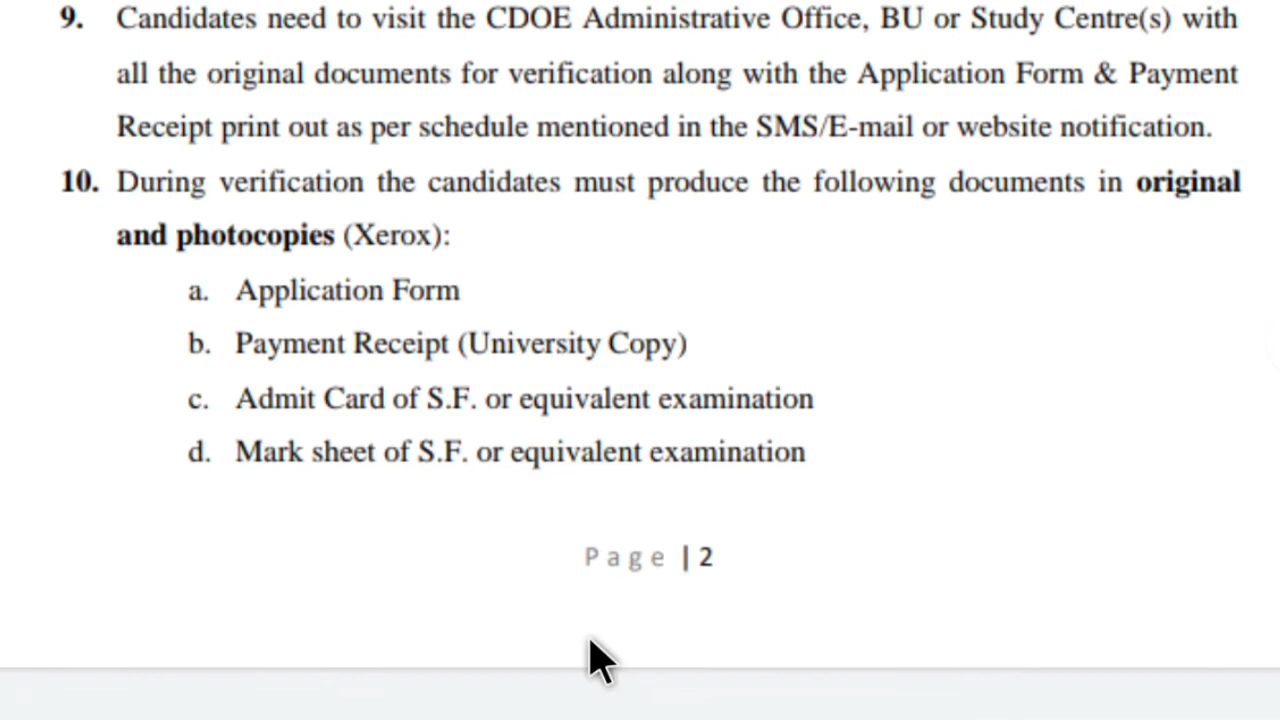 9. Candidates need to visit the CDOE Administrative Office, BU or Study Centre(s) with
all the original documents for verification along with the Application Form & Payment
Receipt print out as per schedule mentioned in the SMS/E-mail or website notification.
10. During verification the candidates must produce the following documents in original
and photocopies (Xerox):
a. Application Form
b. Payment Receipt (University Copy)
c. Admit Card of S.F. or equivalent examination
d. Mark sheet of S.F. or equivalent examination
Page | 2